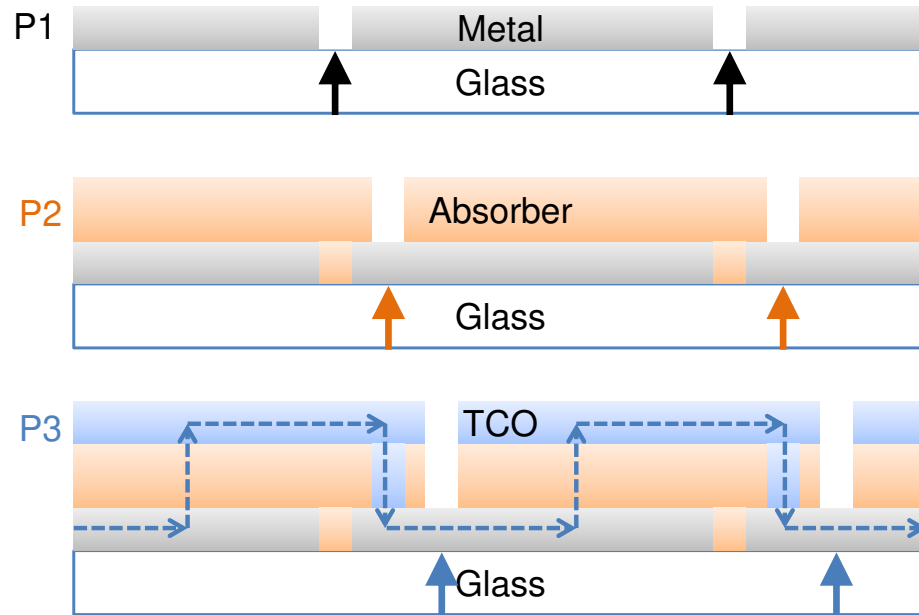 P1
Metal
Glass
P2
Absorber
Glass
P3
TCO
Glass